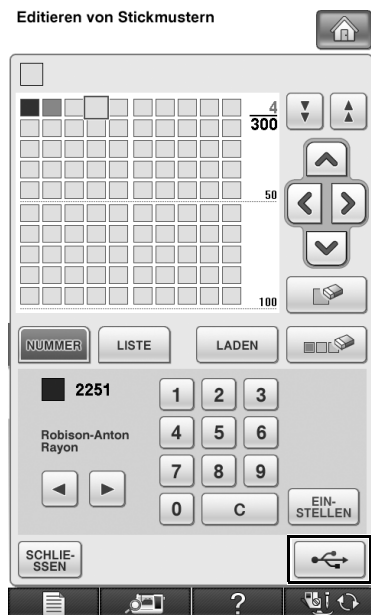 Editieren von Stickmustern
4
300
50
100
NUMMER
LISTE
LADEN
2251
Robison-Anton
Rayon
1 2 3
4 5 6
7 8 9
0 C
EIN-
STELLEN
SCHLIE-
SSEN
?